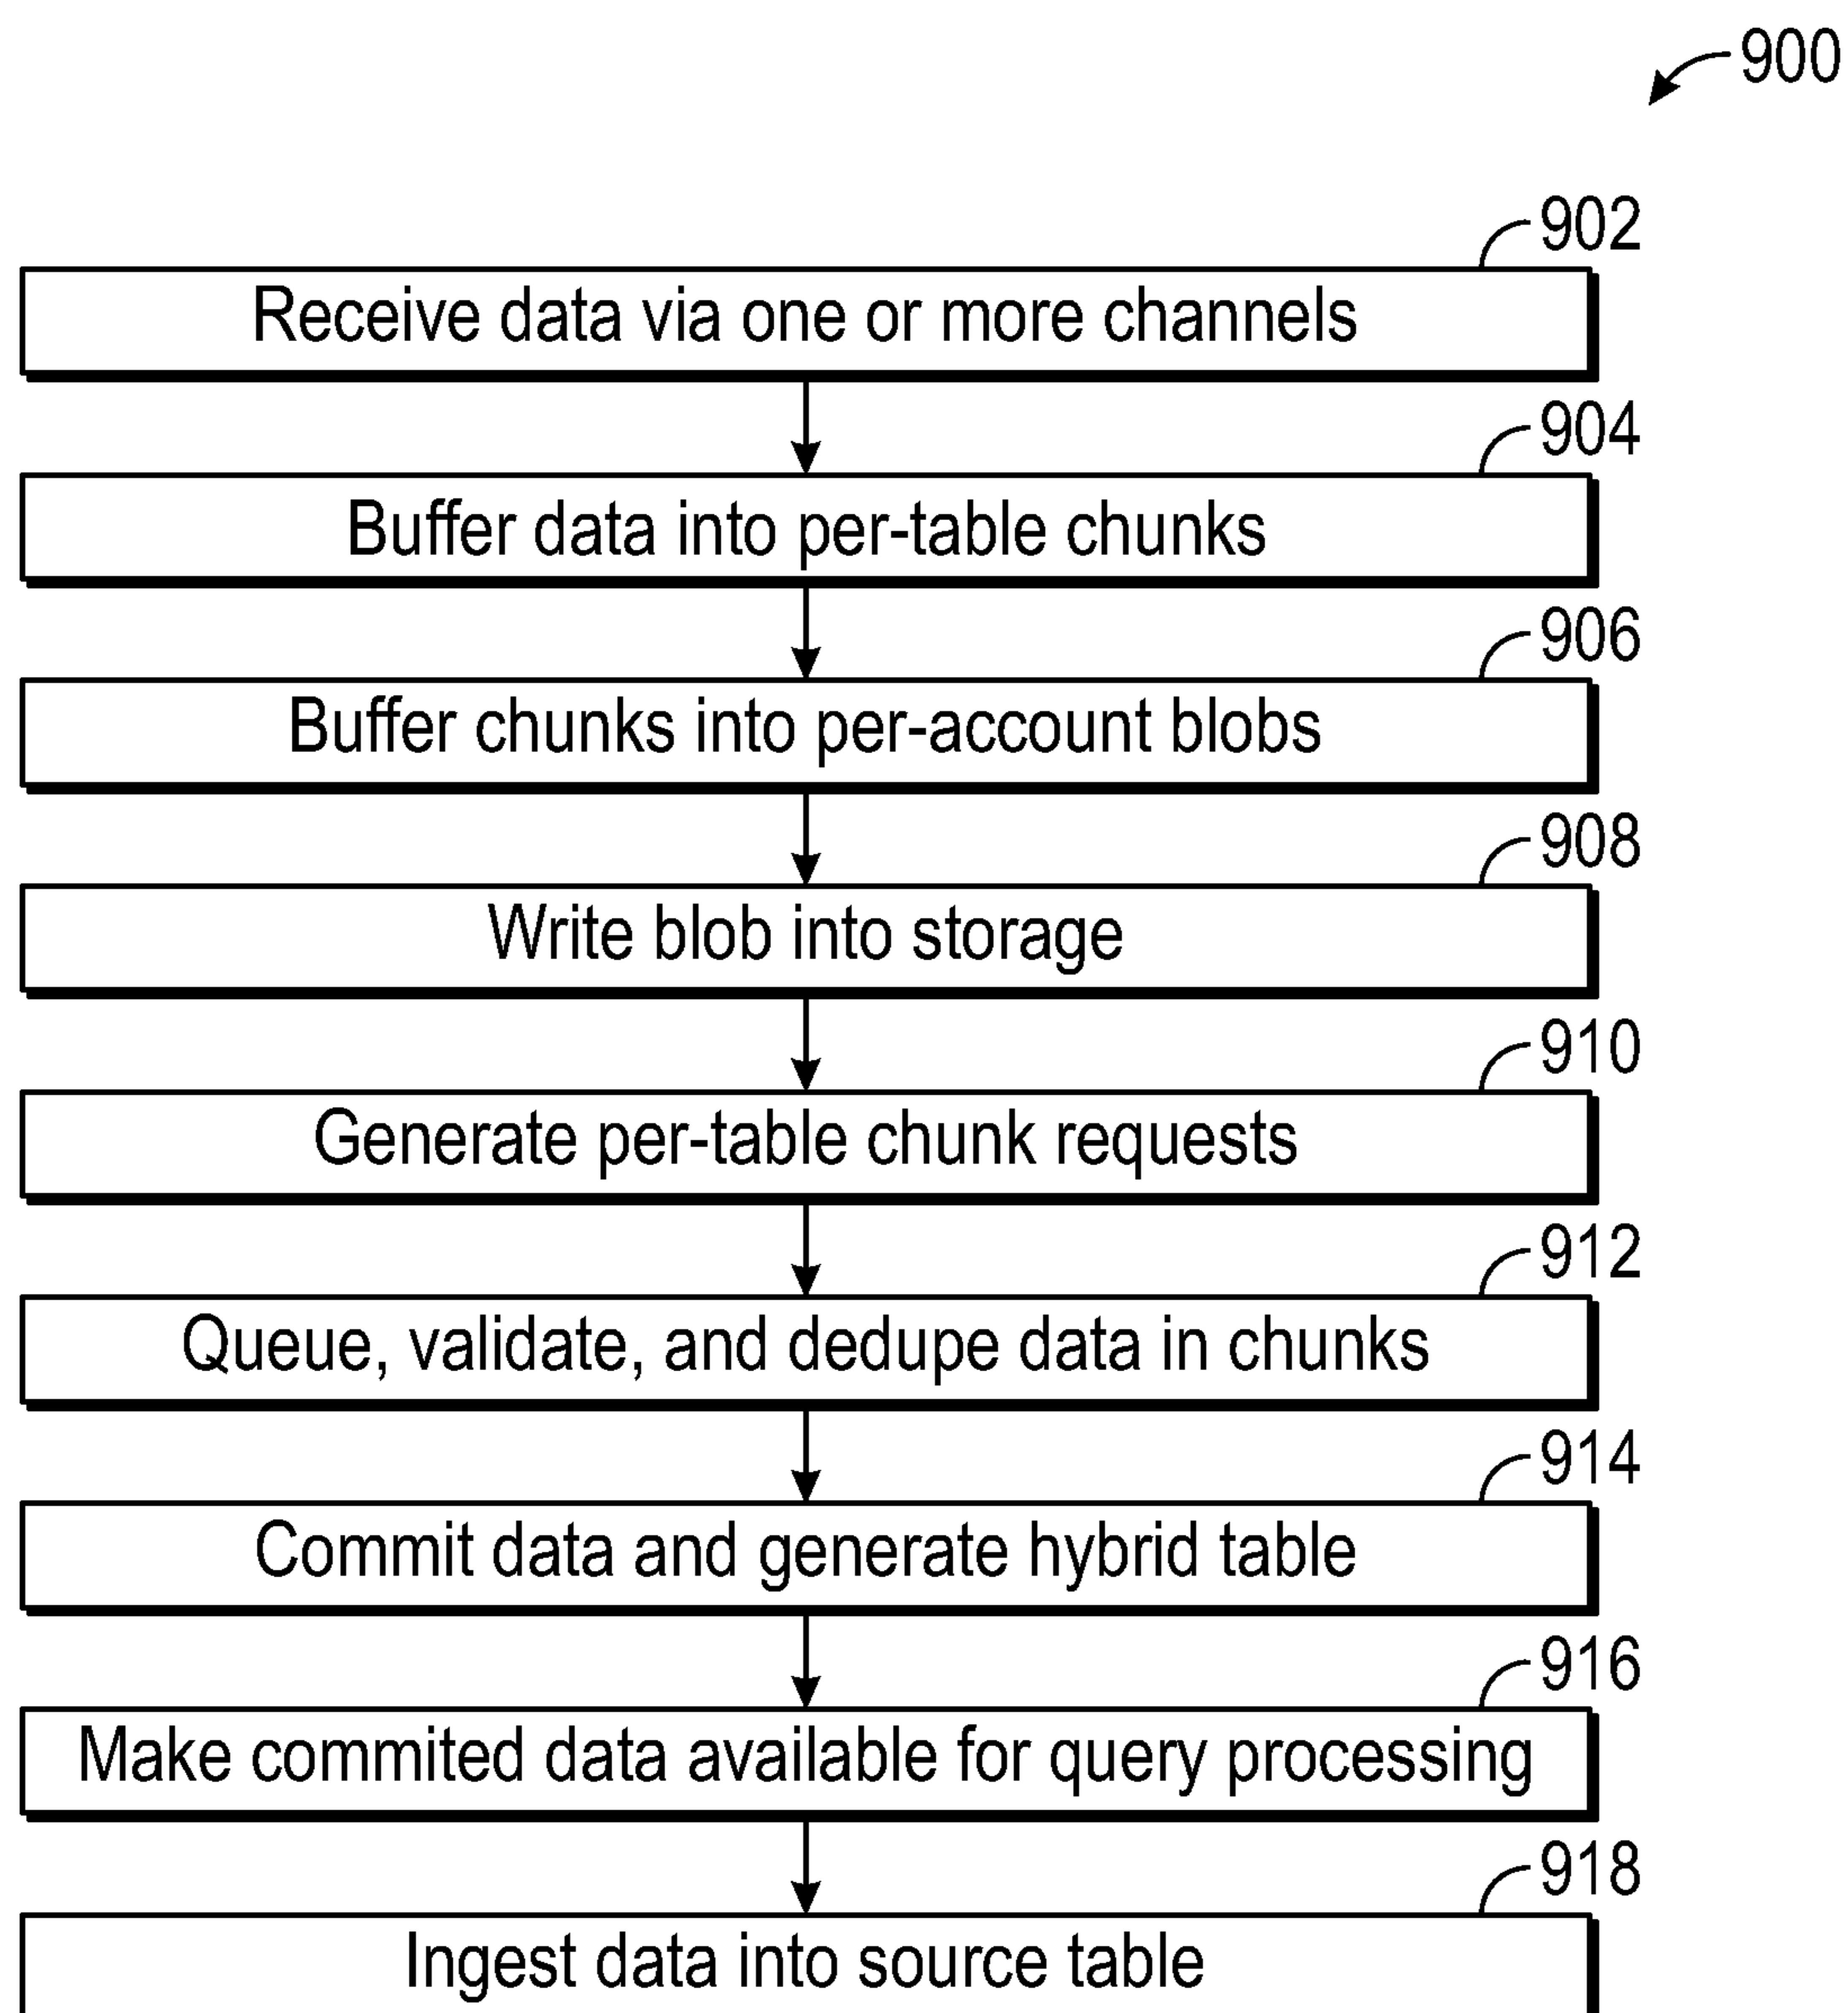 900
902
Receive data via one or more channels
904
Buffer data into per-table chunks
906
Buffer chunks into per-account blobs
908
Write blob into storage
910
Generate per-table chunk requests
912
Queue, validate, and dedupe data in chunks
914
Commit data and generate hybrid table
916
Make commited data available for query processing
918
Ingest data into source table